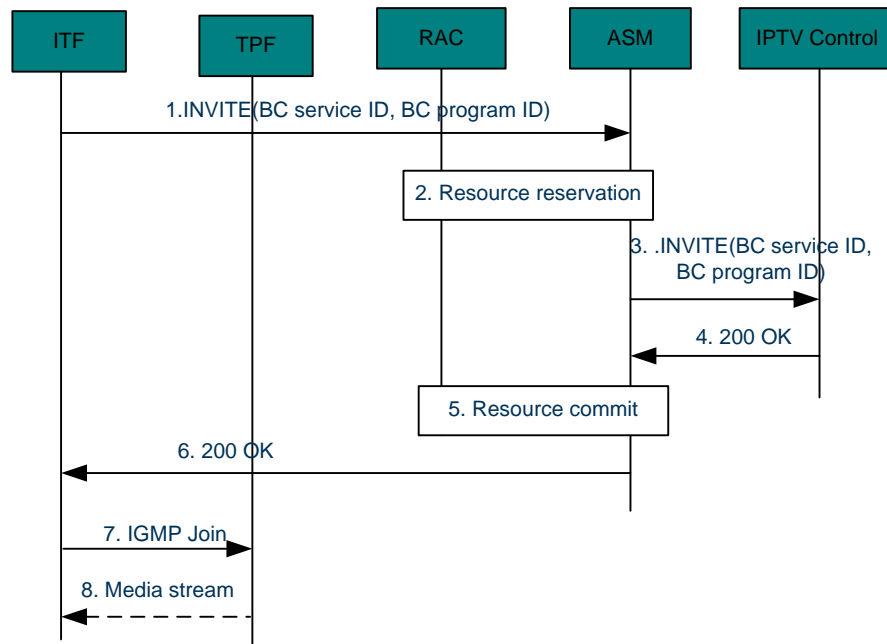 ITF
TPF
RAC
ASM
IPTV Control
1.INVITE(BC service ID, BC program ID)
2. Resource reservation
3. .INVITE(BC service ID,
BC program ID)
4. 200 OK
5. Resource commit
6. 200 OK
7. IGMP Join
8. Media stream